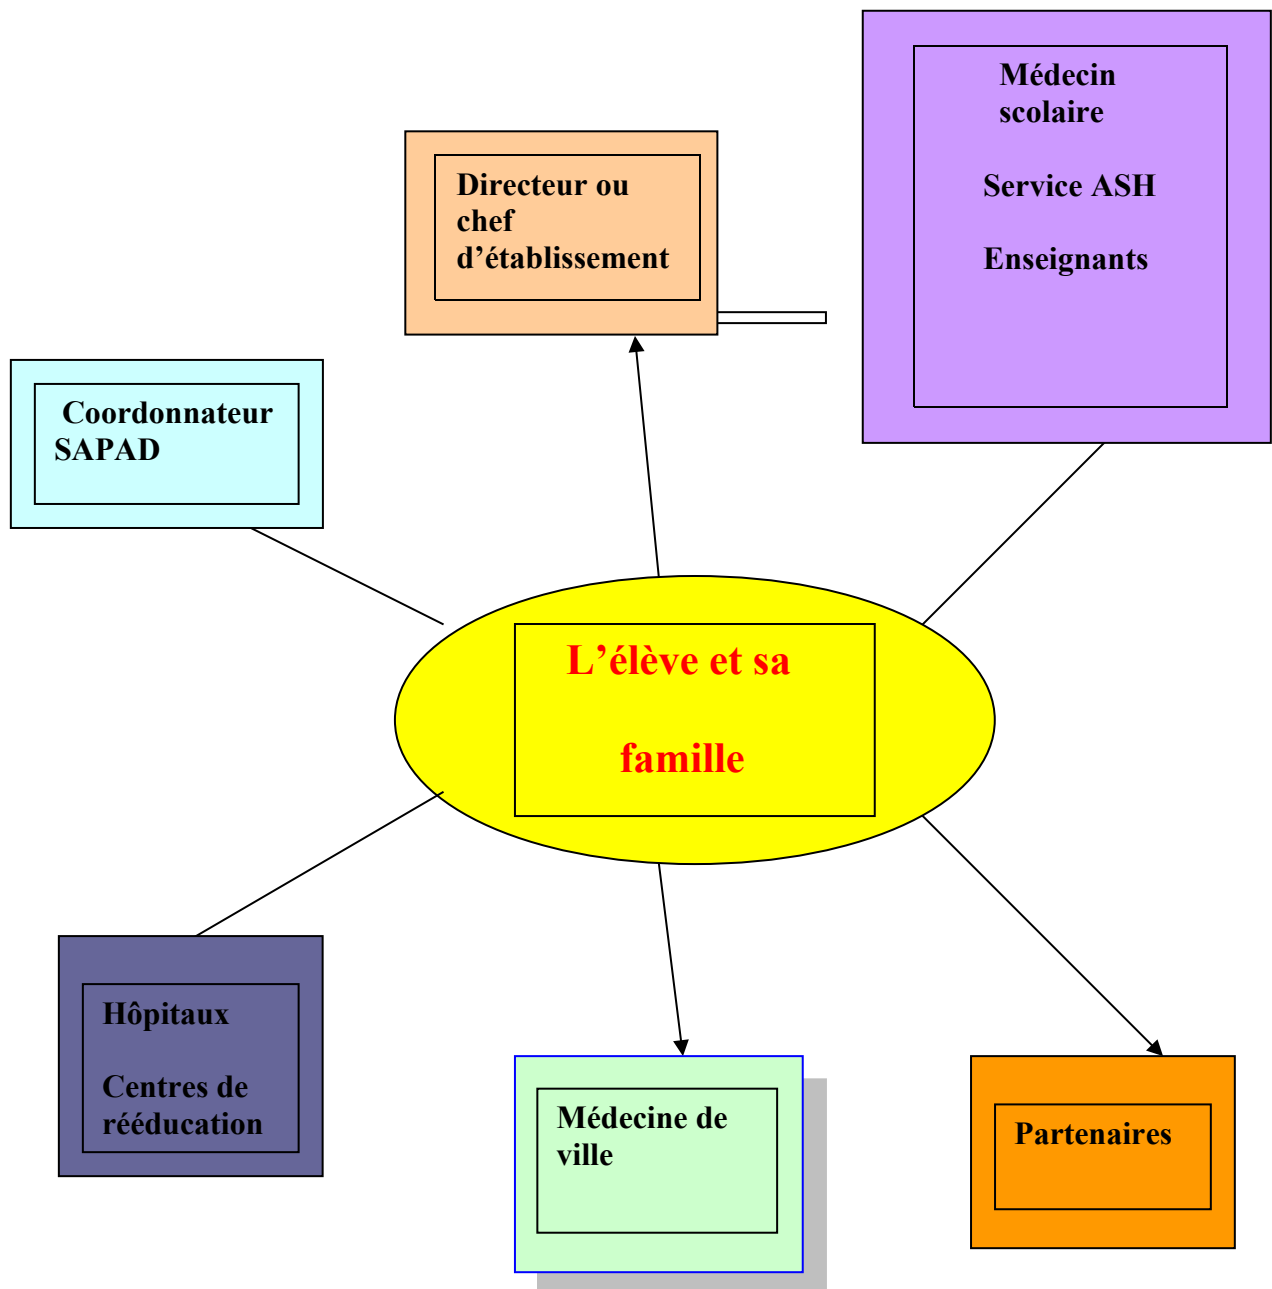 Médecin
scolaire
Service ASH
Enseignants
Directeur ou
chef
d’établissement
Coordonnateur
SAPAD
L’élève et sa
famille
Hôpitaux
Centres de
rééducation
Médecine de
ville
Partenaires